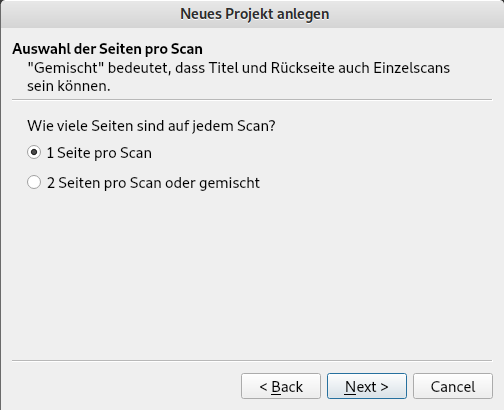 Neues Projekt anlegen
Auswahl der Seiten pro Scan
"Gemischt" bedeutet, dass Titel und Rückseite auch Einzelscans
sein können.
Wie viele Seiten sind auf jedem Scan?
1 Seite pro Scan
2 Seiten pro Scan oder gemischt
< Back Next > Cancel